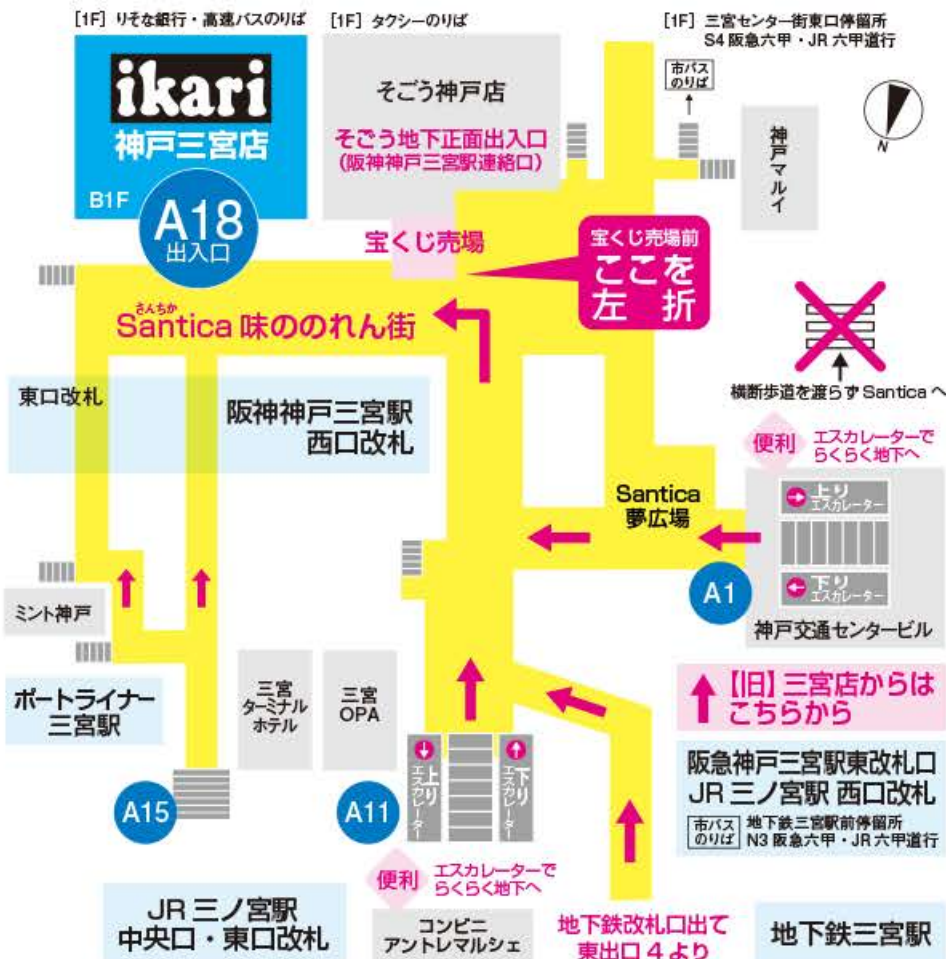 [1F] りそな銀行・高速バスのりば
[1F] タクシーのりば
[1F] 三宮センター街東口停留所
S4 阪急六甲・JR 六甲道行
ikari
神戸三宮店
B1F
A18
出入口
そごう神戸店
そごう地下正面出入口
(阪神神戸三宮駅連絡口)
市バス
のりば
神戸マルイ
N
宝くじ売場
宝くじ売場前
ここを
左 折
さんちか
Santica 味ののれん街
横断歩道を渡らず Santica へ
東口改札
阪神神戸三宮駅
西口改札
便利
エスカレーターで
らくらく地下へ
Santica
夢広場
上り
エスカレーター
下り
エスカレーター
A1
神戸交通センタービル
ミント神戸
ポートライナー
三宮駅
三宮
ターミナル
ホテル
三宮
OPA
【旧】三宮店からは
こちらから
上り
エスカレーター
下り
エスカレーター
A15
A11
阪急神戸三宮駅東改札口
JR 三ノ宮駅 西口改札
市バス
のりば
地下鉄三宮駅前停留所
N3 阪急六甲・JR 六甲道行
便利
エスカレーターで
らくらく地下へ
JR 三ノ宮駅
中央口・東口改札
コンビニ
アントレマルシェ
地下鉄改札口出て
東出口 4 より
地下鉄三宮駅